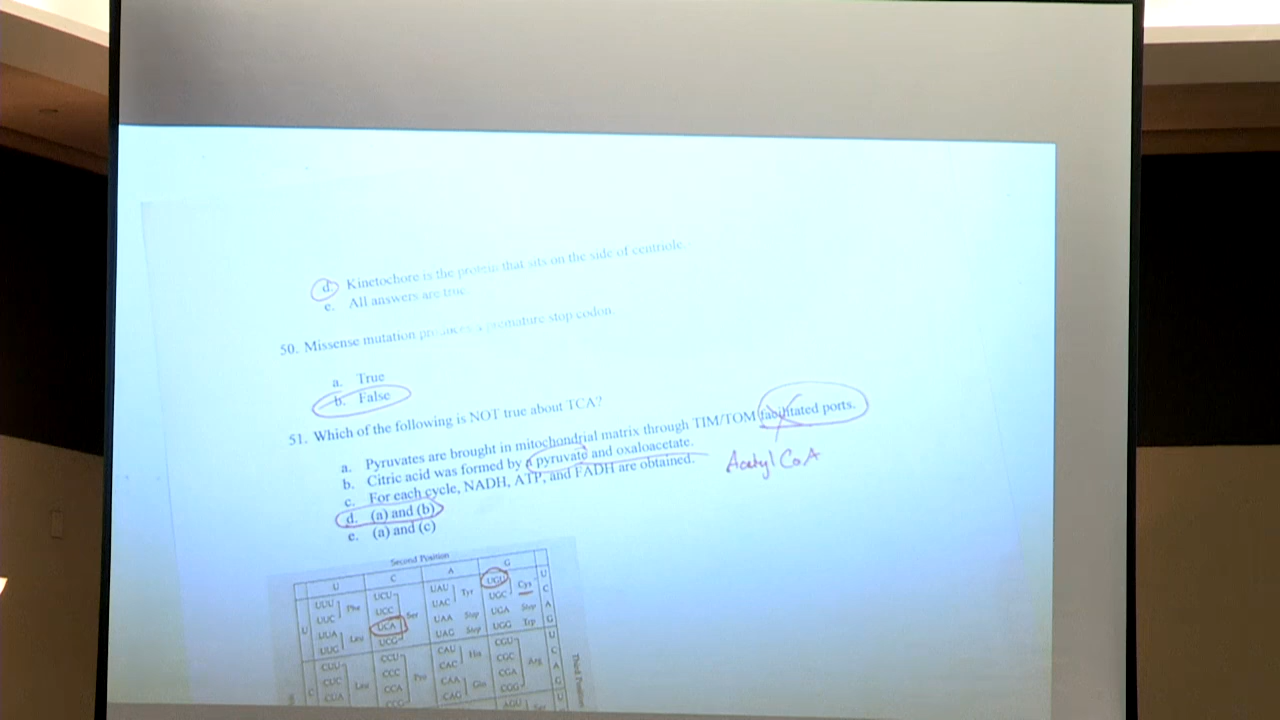 d. Kinetochore is the protein that sits on the side of centriole.
e. All answers are true.
50. Missense mutation produces a premature stop codon.
a. True
b. False
51. Which of the following is NOT true about TCA?
a. Pyruvates are brought in mitochondrial matrix through TIM/TOM facilitated ports.
b. Citric acid was formed by a pyruvate and oxaloacetate.
Acetyl CoA
c. For each cycle, NADH, ATP, and FADH are obtained.
d. (a) and (b)
e. (a) and (c)
Second Position
U C A G
UUU Phe UCU Ser UAU Tyr UGU Cys U
UUC UCC UAC UGC C
U UUA Leu UCA UAA Stop UGA Stop A
UUG UCG UAG Stop UGG Trp G
CUU Leu CCU Pro CAU His CGU Arg U
CUC CCC CAC CGC C
C CUA CCA CAA Gln CGA A
CCG CAG CGG G
AGU Ser U
Third Position